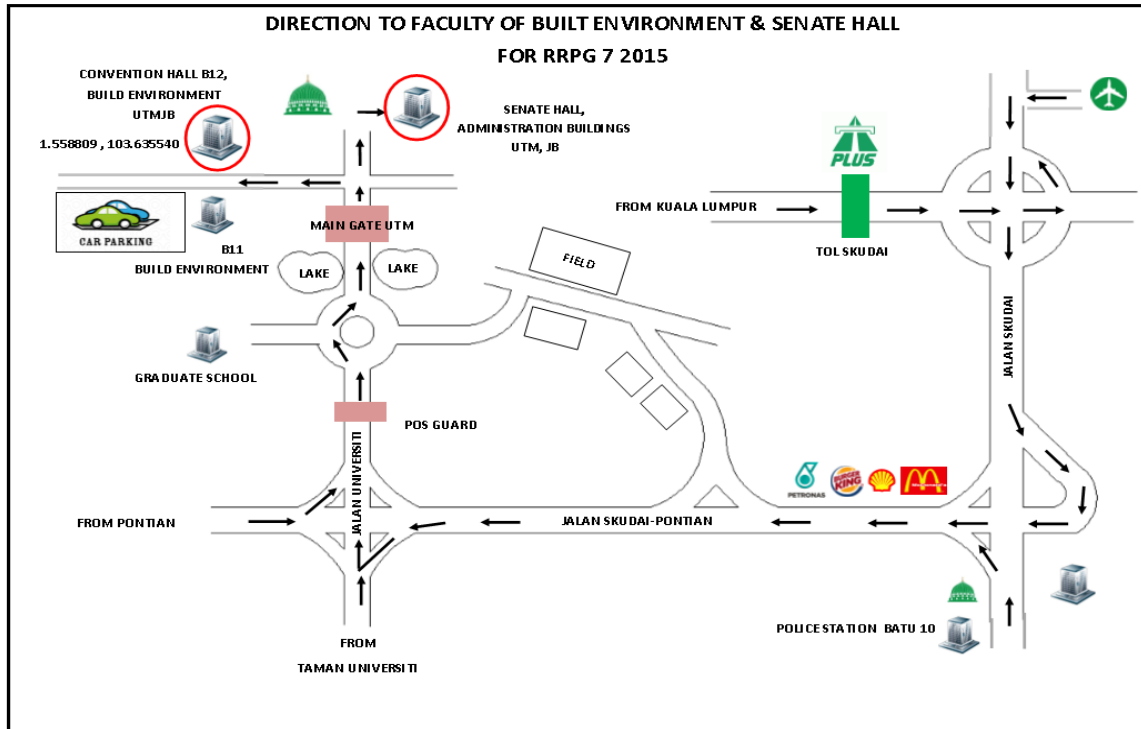 DIRECTION TO FACULTY OF BUILT ENVIRONMENT & SENATE HALL
FOR RRPG 7 2015
CONVENTION HALL B12,
BUILD ENVIRONMENT
UTMJB
1.558809 , 103.635540
SENATE HALL,
ADMINISTRATION BUILDINGS
UTM, JB
PLUS
FROM KUALA LUMPUR
TOL SKUDAI
CAR PARKING
B11
BUILD ENVIRONMENT
MAIN GATE UTM
LAKE
LAKE
FIELD
JALAN SKUDAI
GRADUATE SCHOOL
POS GUARD
JALAN UNIVERSITI
PETRONAS
BURGER
KING
McDonald's
FROM PONTIAN
JALAN SKUDAI-PONTIAN
POLICE STATION BATU 10
FROM
TAMAN UNIVERSITI